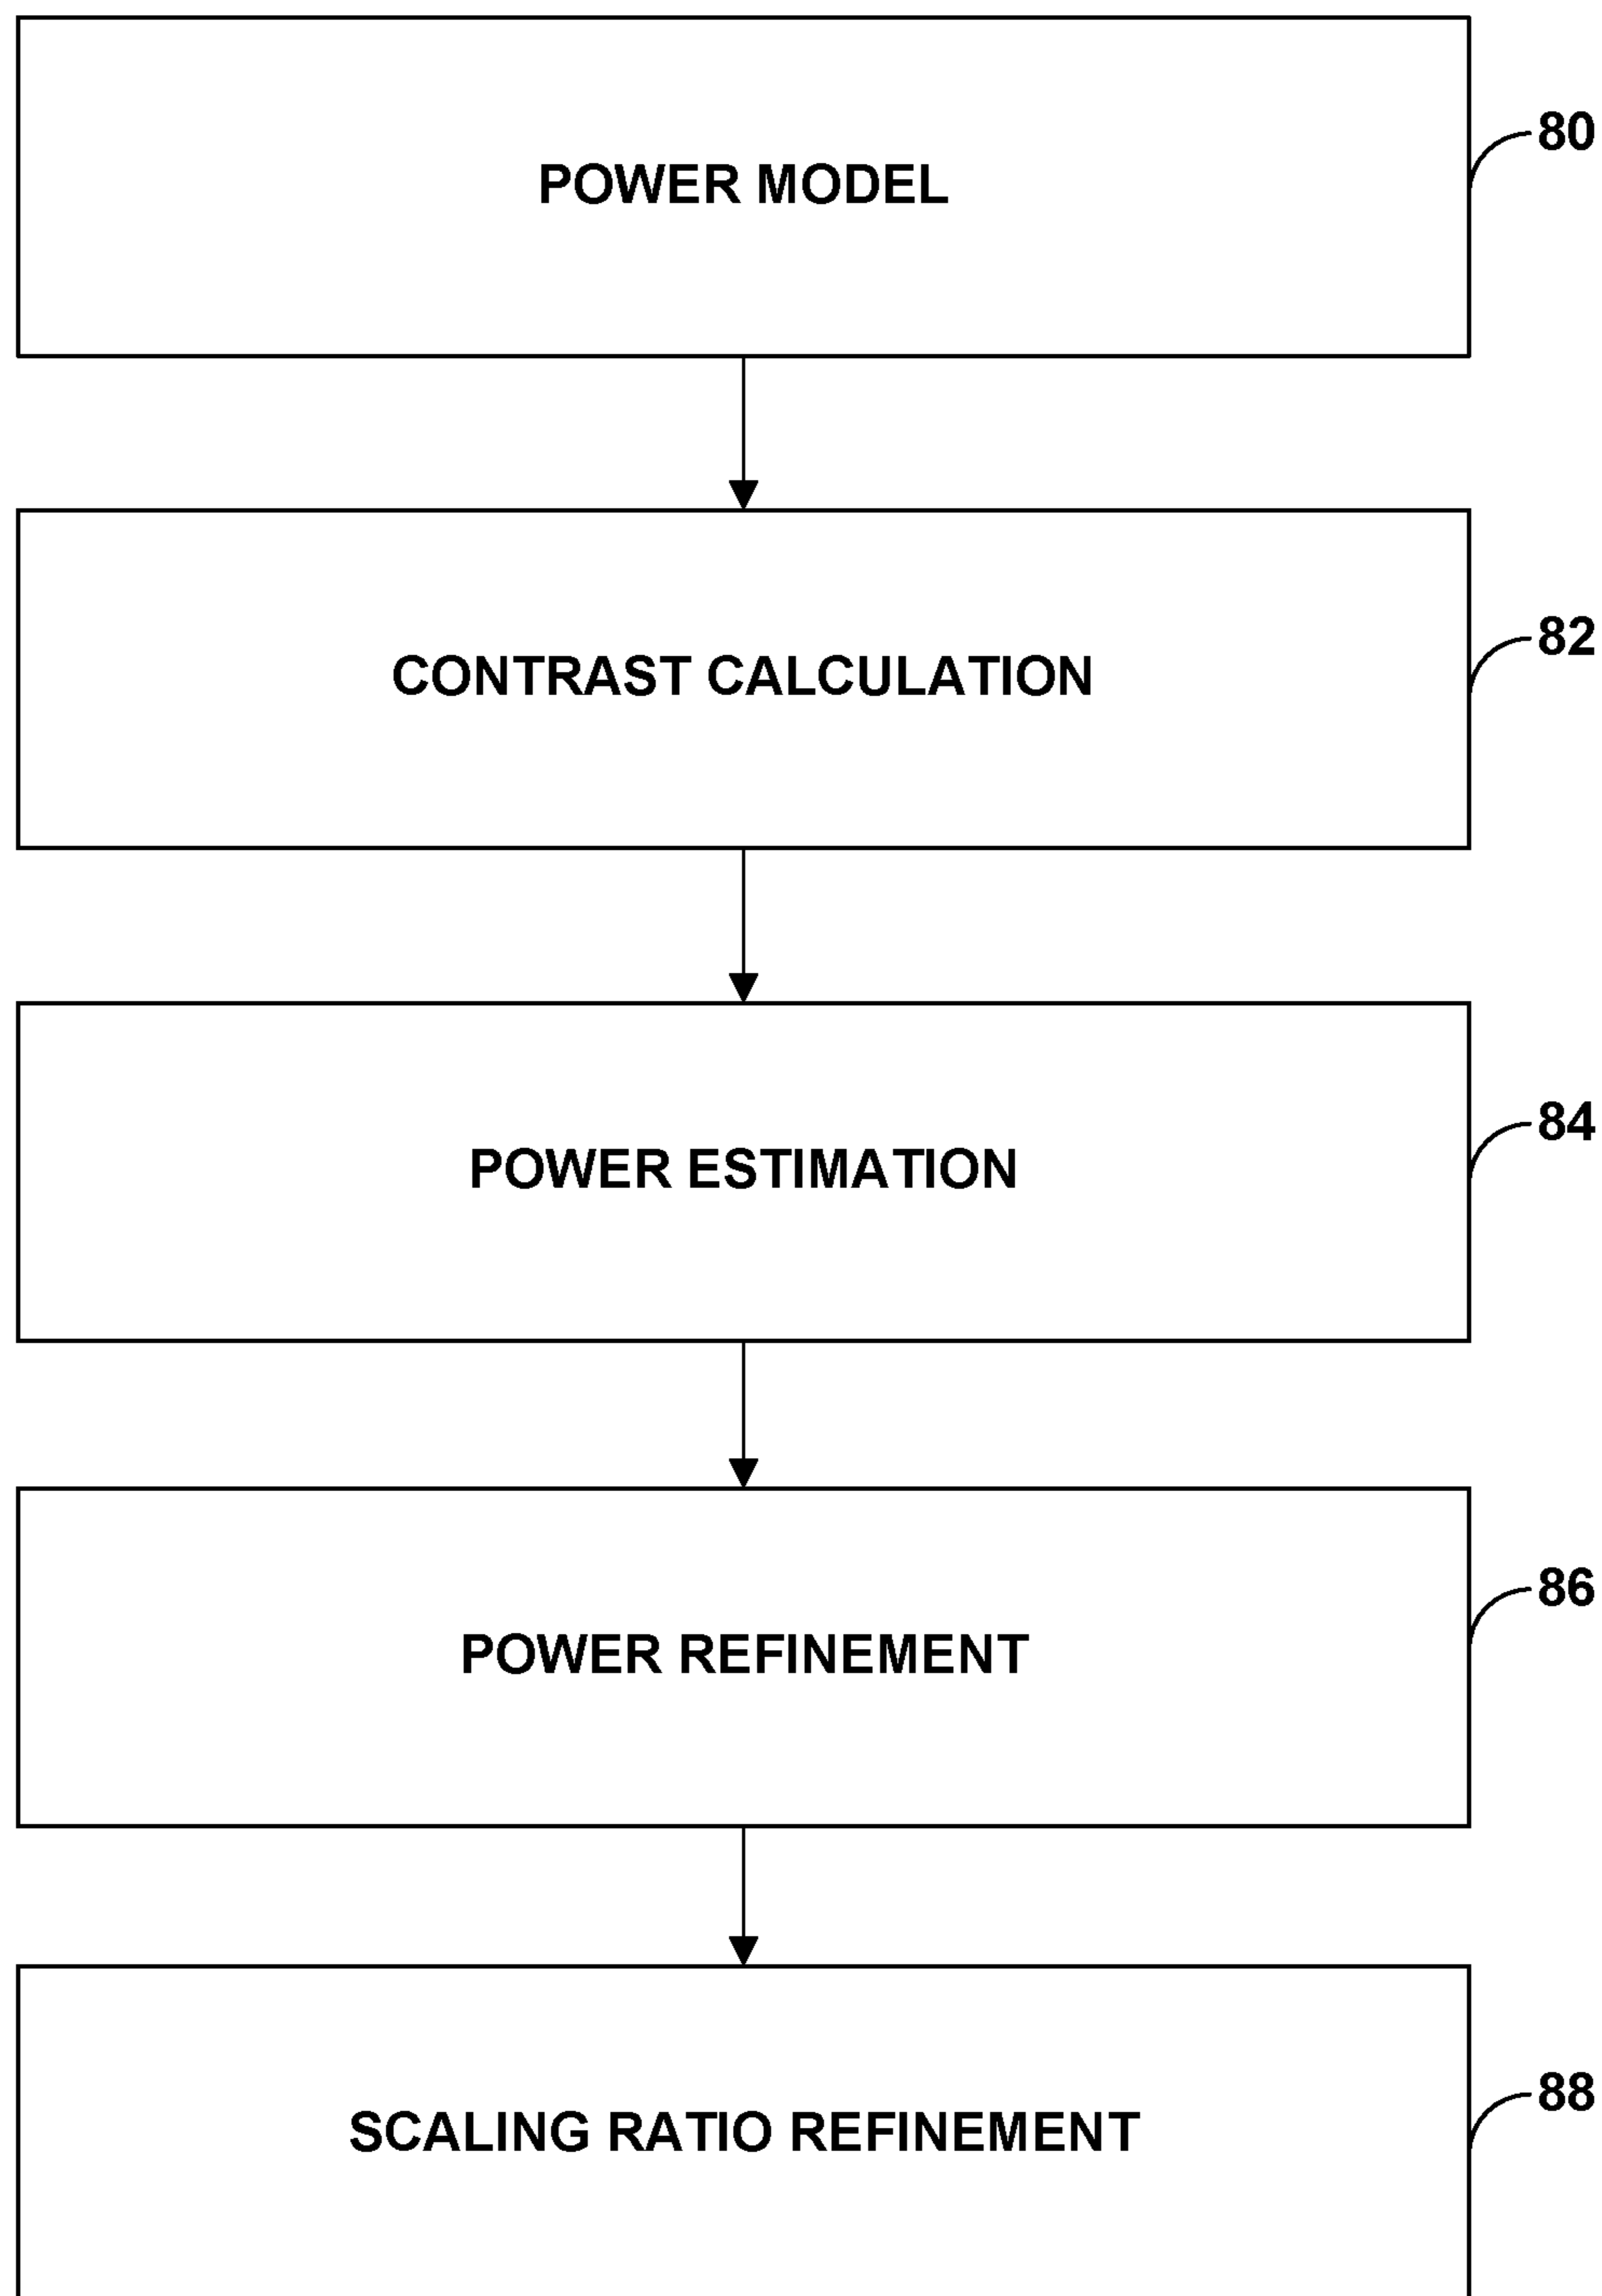 POWER MODEL
80
CONTRAST CALCULATION
82
POWER ESTIMATION
84
POWER REFINEMENT
86
SCALING RATIO REFINEMENT
88